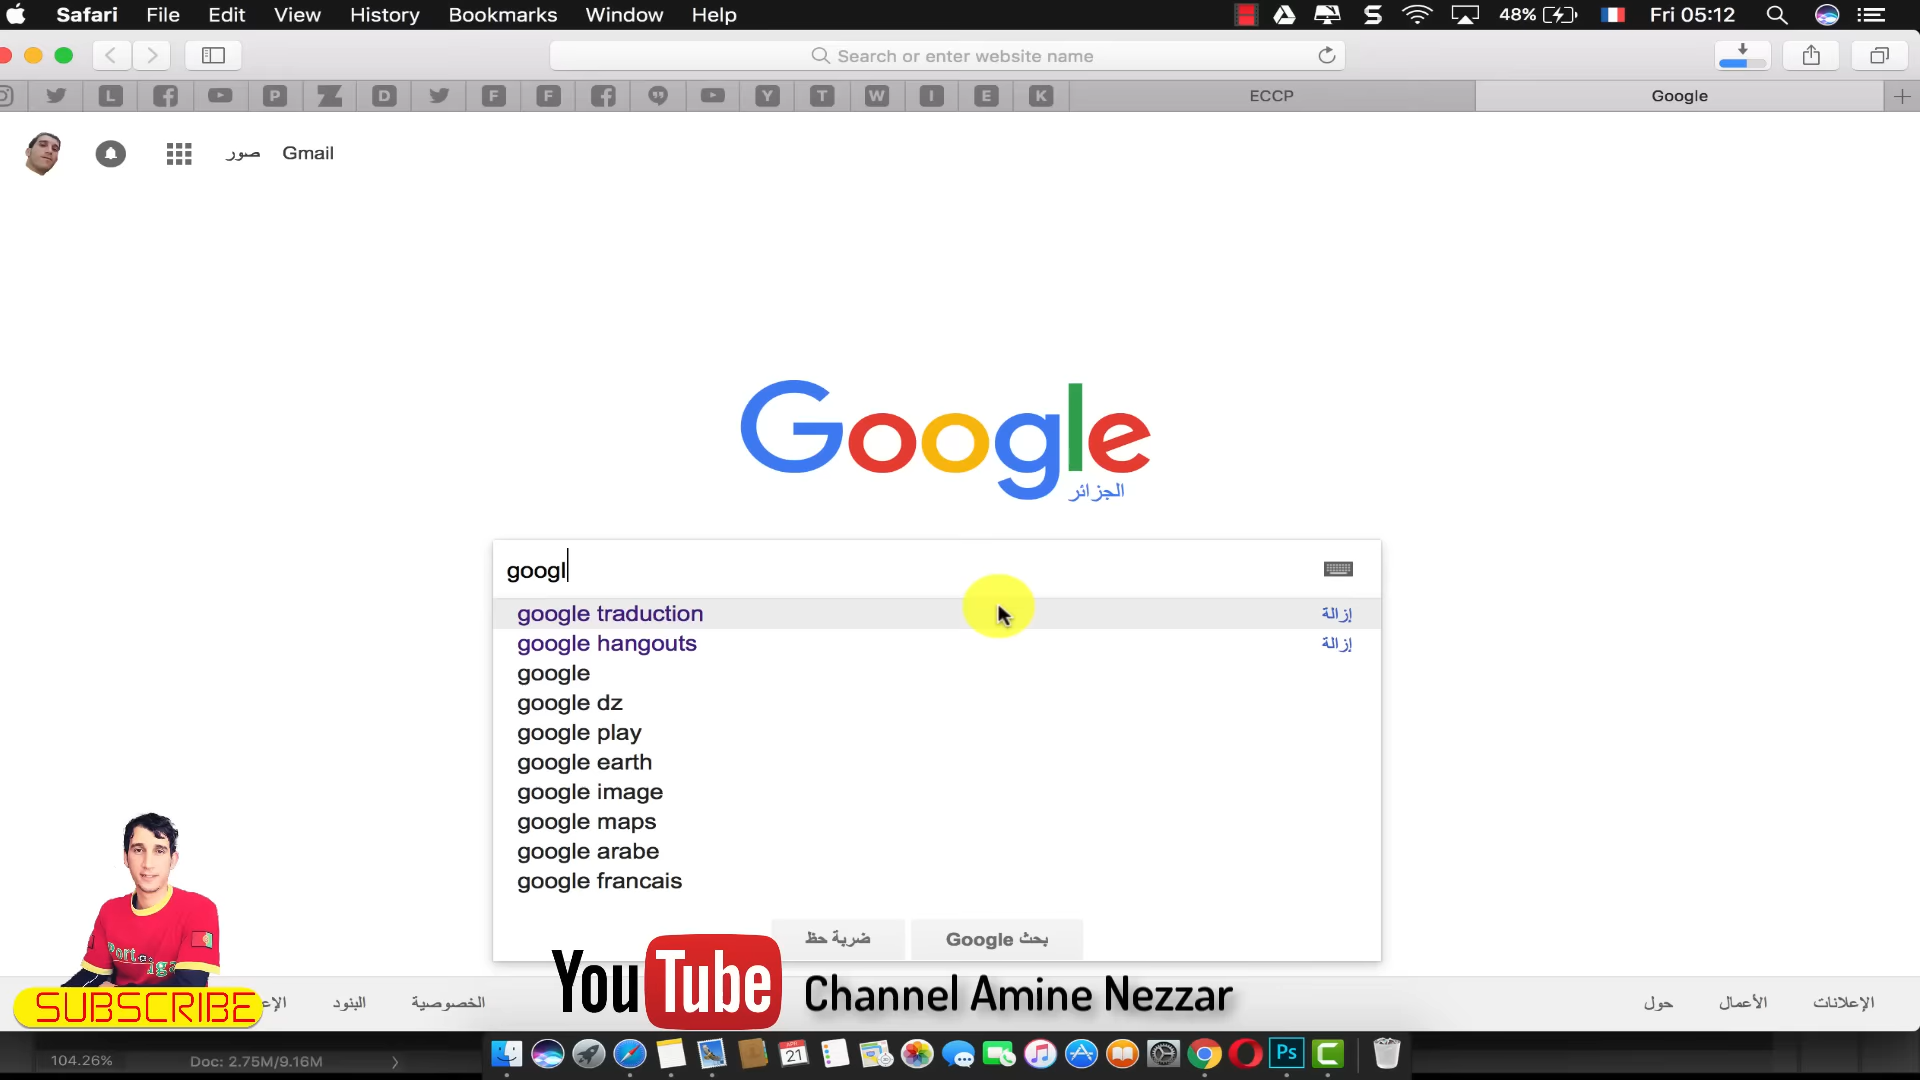 Safari File Edit View History Bookmarks Window Help 48% Fri 05:12
Search or enter website name
L P Z D F F Y T W I E K ECCP Google
صور Gmail
Google
الجزائر
googl
google traduction إزالة
google hangouts إزالة
google
google dz
google play
google earth
google image
google maps
google arabe
google francais
ضربة حظ
بحث Google
YouTube Channel Amine Nezzar
SUBSCRIBE
البنود الخصوصية
حول الأعمال الإعلانات
104.26% Doc: 2.75M/9.16M
21
Ps